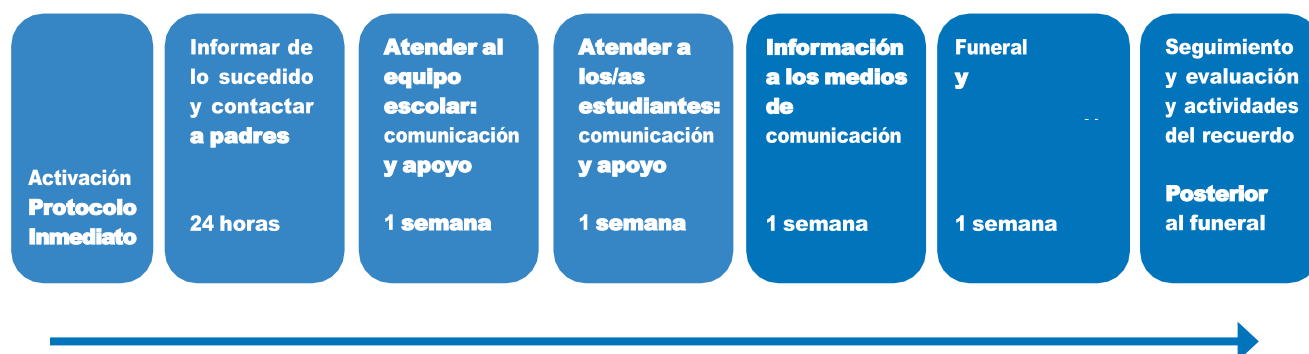 Activación
Protocolo
Inmediato
Informar de
lo sucedido
y contactar
a padres
24 horas
Atender al
equipo
escolar:
comunicación
y apoyo
1 semana
Atender a
los/as
estudiantes:
comunicación
y apoyo
1 semana
Información
a los medios
de
comunicación
1 semana
Funeral
y
1 semana
Seguimiento
y evaluación
y actividades
del recuerdo
Posterior
al funeral